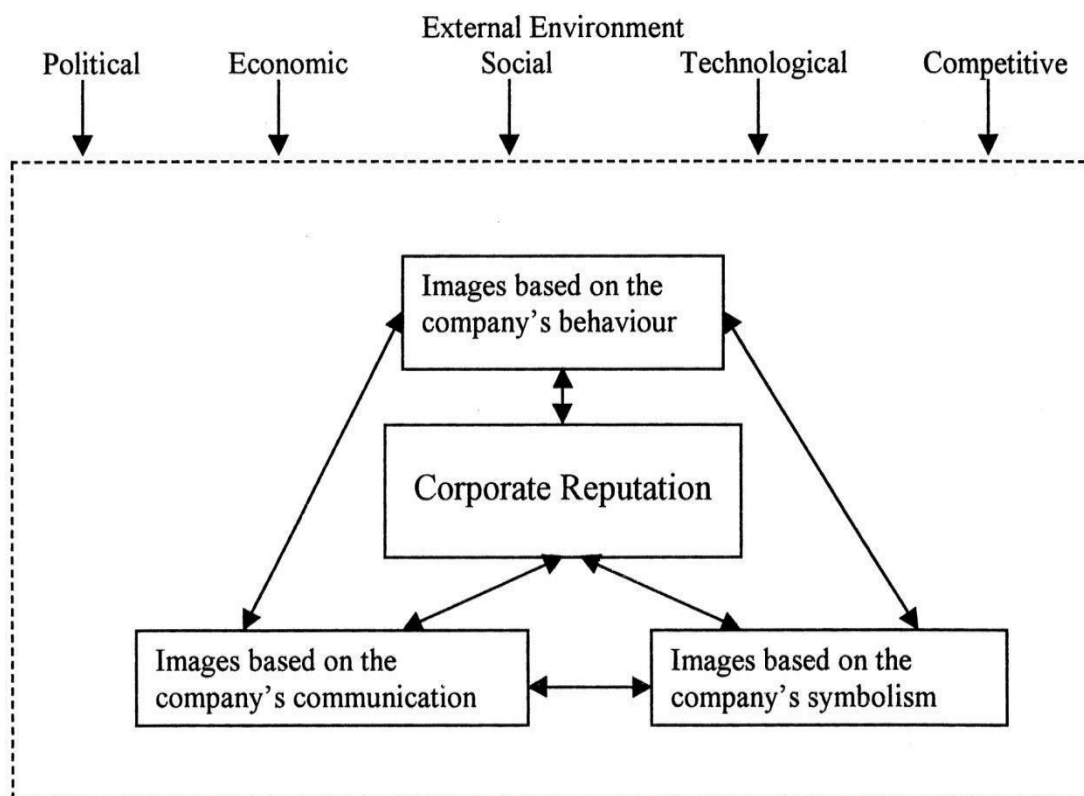 External Environment
Political Economic Social Technological Competitive
Images based on the
company's behaviour
Corporate Reputation
Images based on the
company's communication
Images based on the
company's symbolism